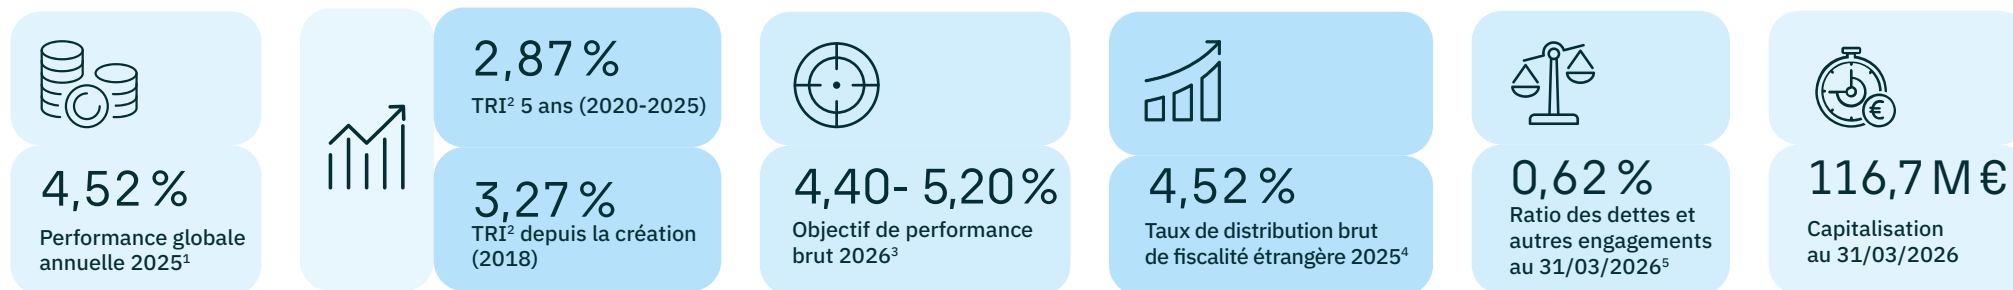 4,52 %
Performance globale
annuelle 2025¹
2,87 %
TRI² 5 ans (2020-2025)
3,27 %
TRI² depuis la création
(2018)
4,40- 5,20 %
Objectif de performance
brut 2026³
4,52 %
Taux de distribution brut
de fiscalité étrangère 2025⁴
0,62 %
Ratio des dettes et
autres engagements
au 31/03/2026⁵
€
116,7 M €
Capitalisation
au 31/03/2026